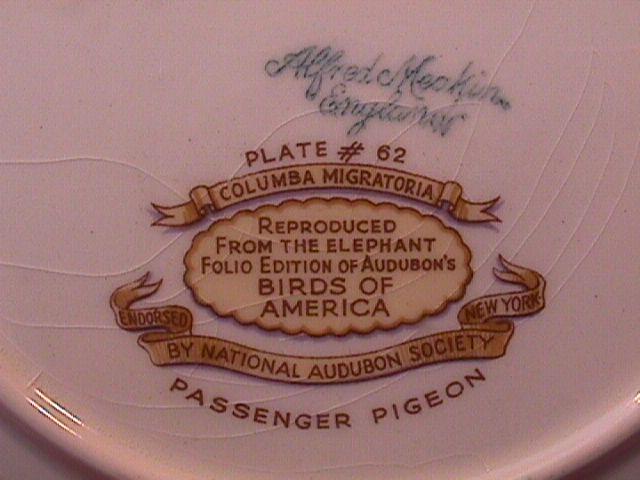 Alfred Meakin
England
PLATE # 62
COLUMBA MIGRATORIA
REPRODUCED
FROM THE ELEPHANT
FOLIO EDITION OF AUDUBON'S
BIRDS OF
AMERICA
ENDORSED
NEW YORK
BY NATIONAL AUDUBON SOCIETY
PASSENGER PIGEON